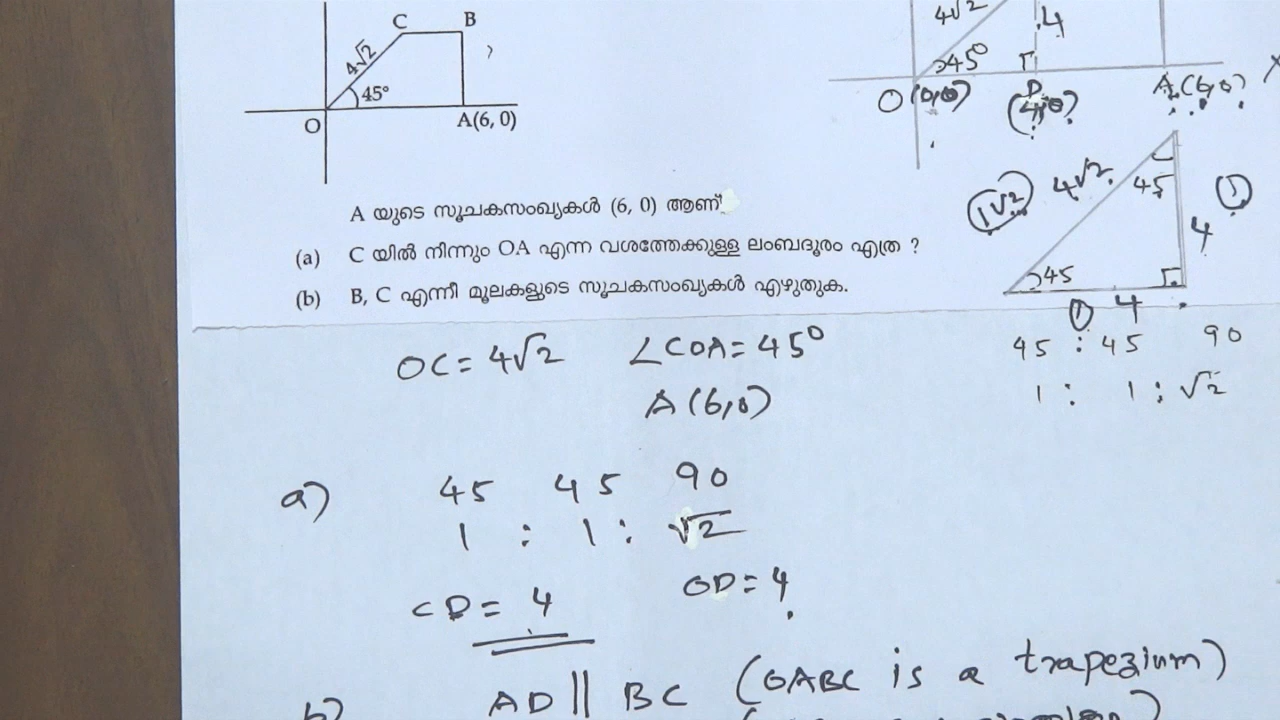 C B
4√2
45°
O A(6, 0)
4√2 4
45°
O (0,0) D A (6,0)
(4,0)
A യുടെ സൂചകസംഖ്യകൾ (6, 0) ആണ്
(a) C യിൽ നിന്നും OA എന്ന വശത്തേക്കുള്ള ലംബദൂരം എത്ര ?
(b) B, C എന്നീ മൂലകളുടെ സൂചകസംഖ്യകൾ എഴുതുക.
1√2 4√2 45 1
4
45
1 4
45 : 45 90
1 : 1 : √2
OC = 4√2 ∠COA = 45°
A (6,0)
a) 45 45 90
1 : 1 : √2
CD = 4 OD = 4
b) AD || BC (OABC is a trapezium)